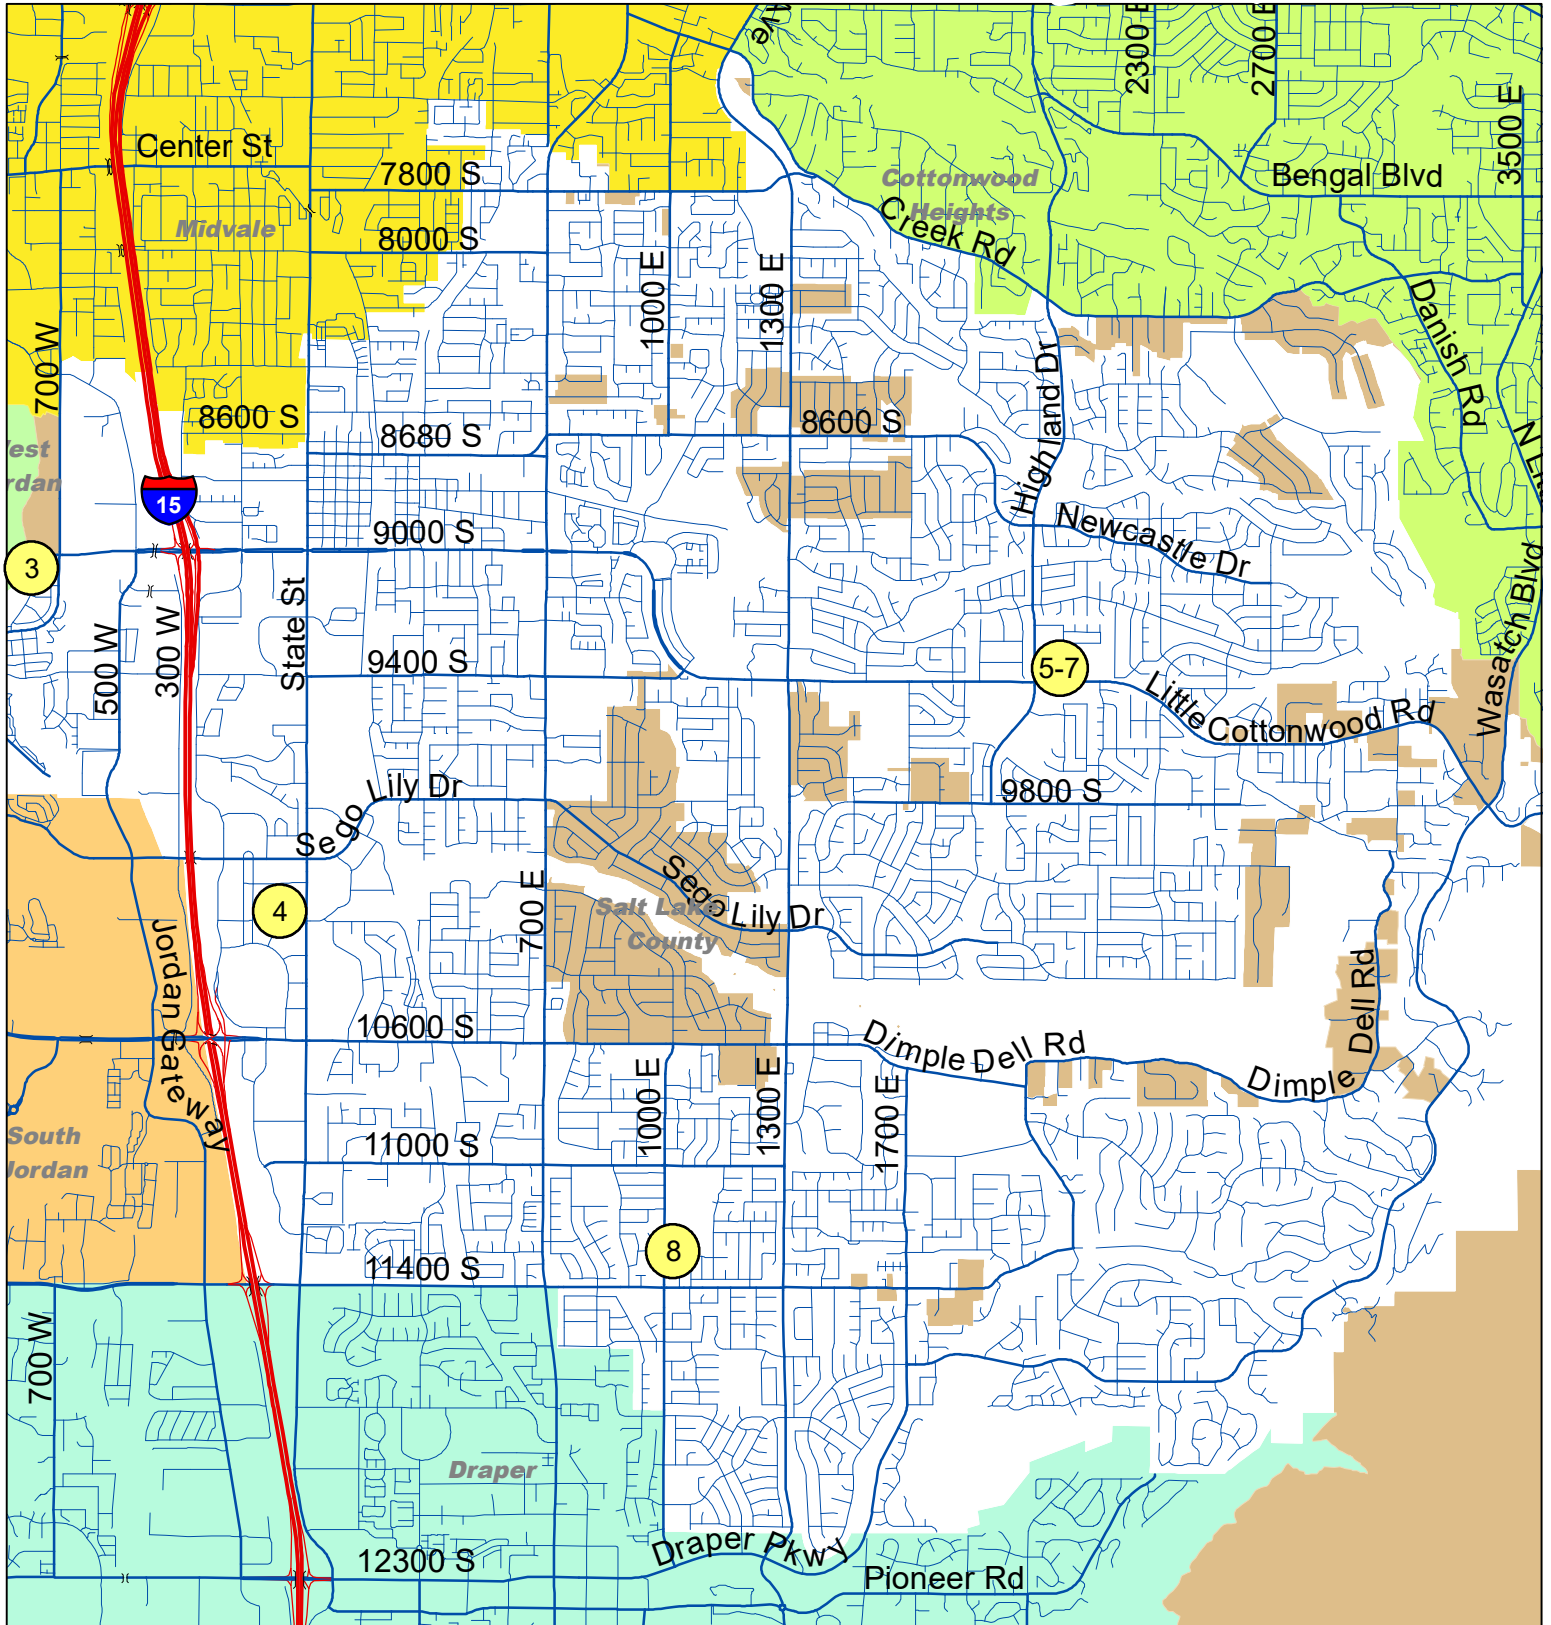 Ave
2300 E
2700 E
3500 E
Center St
7800 S
Bengal Blvd
Cottonwood
Heights
Creek Rd
Midvale
8000 S
1000 E
1300 E
Danish Rd
700 W
Highland Dr
8600 S
8680 S
8600 S
est
rdan
15
9000 S
Newcastle Dr
3
Wasatch Blvd
State St
300 W
500 W
9400 S
5-7
Little Cottonwood Rd
Sego Lily Dr
9800 S
4
700 E
Sego Lily Dr
Salt Lake
County
Jordan Gateway
Dell Rd
10600 S
Dimple Dell Rd
Dimple
1000 E
1300 E
1700 E
South
Jordan
11000 S
8
11400 S
700 W
Draper
12300 S
Draper Pkwy
Pioneer Rd